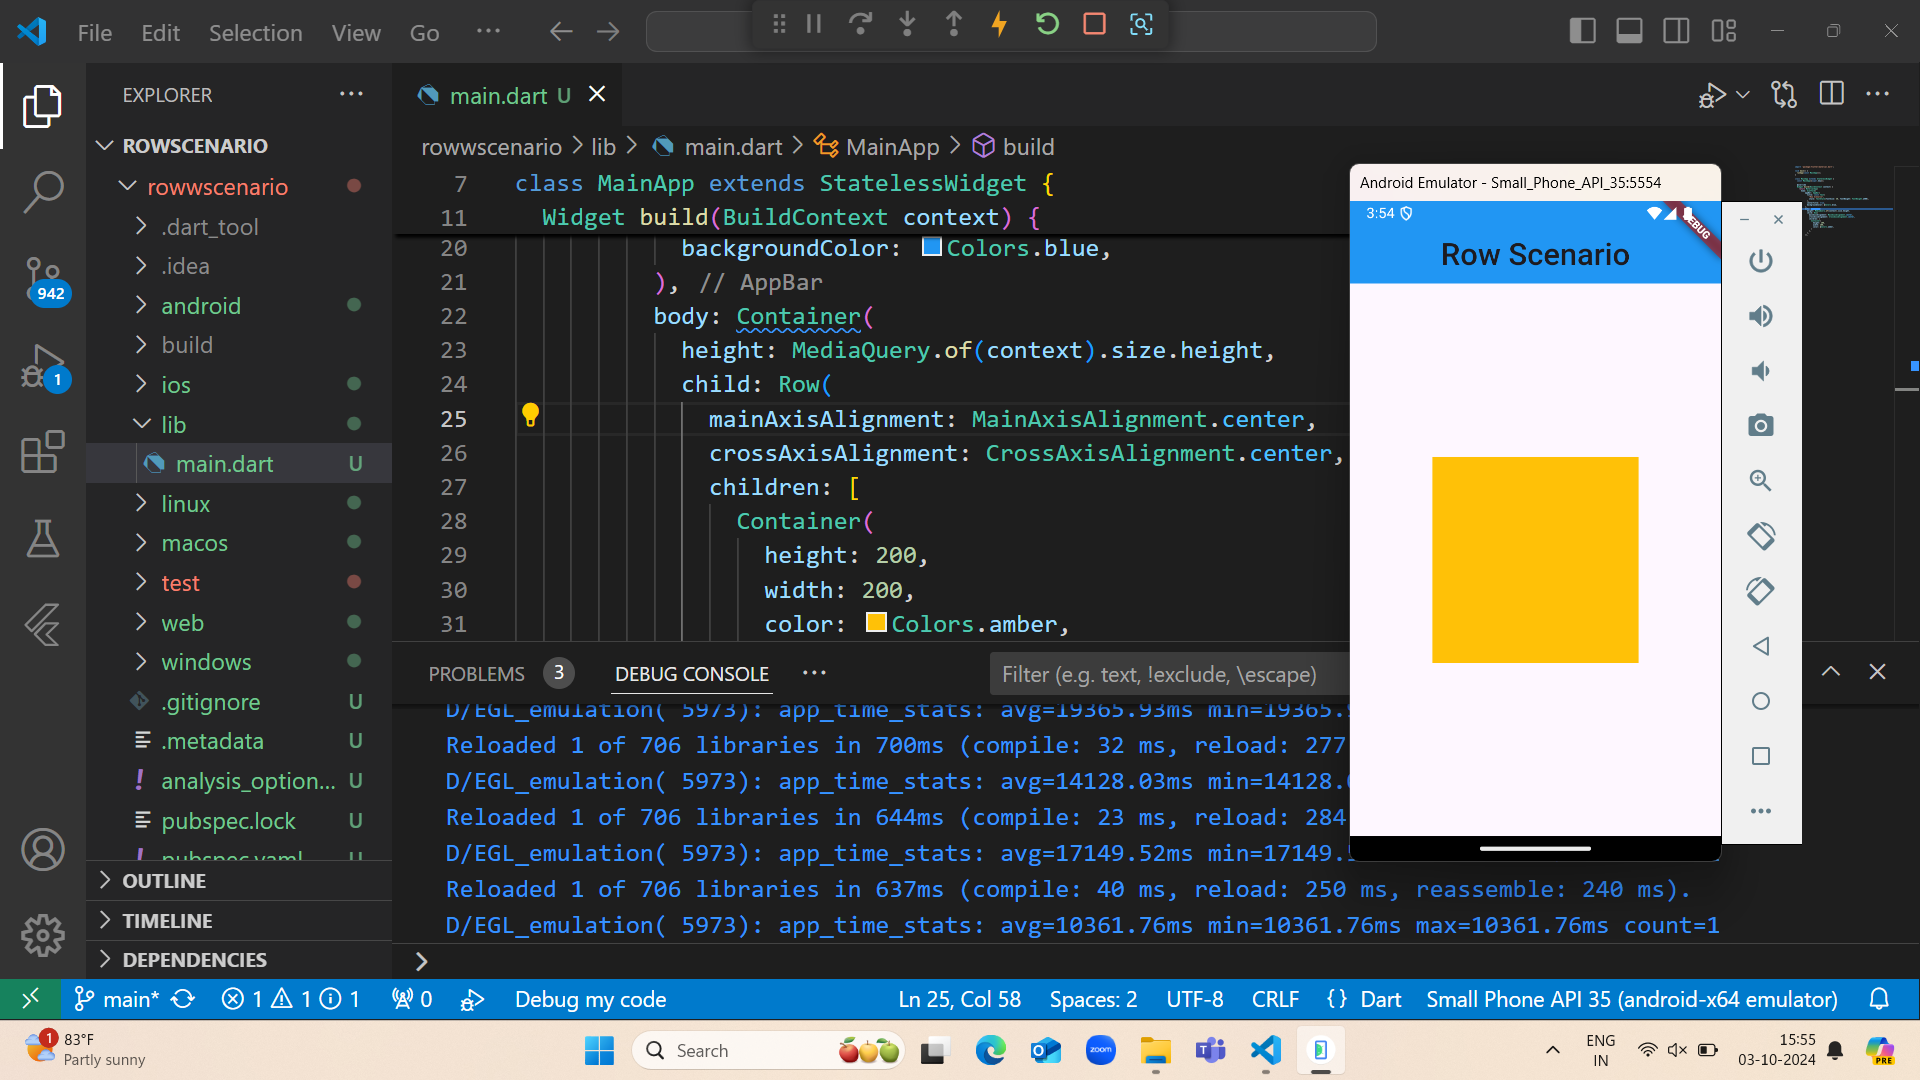 File Edit Selection View Go ···
EXPLORER
ROWSCENARIO
rowwscenario
.dart_tool
.idea
android
build
ios
lib
main.dart U
linux
macos
test
web
windows
.gitignore U
.metadata U
analysis_option... U
pubspec.lock U
pubspec.yaml U
OUTLINE
TIMELINE
DEPENDENCIES
942
1
main.dart U
rowwscenario > lib > main.dart > MainApp > build
7 class MainApp extends StatelessWidget {
11 Widget build(BuildContext context) {
20 backgroundColor: Colors.blue,
21 ), // AppBar
22 body: Container(
23 height: MediaQuery.of(context).size.height,
24 child: Row(
25 mainAxisAlignment: MainAxisAlignment.center,
26 crossAxisAlignment: CrossAxisAlignment.center,
27 children: [
28 Container(
29 height: 200,
30 width: 200,
31 color: Colors.amber,
PROBLEMS 3 DEBUG CONSOLE ···
Filter (e.g. text, !exclude, \escape)
D/EGL_emulation( 5973): app_time_stats: avg=19365.93ms min=19365.
Reloaded 1 of 706 libraries in 700ms (compile: 32 ms, reload: 277
D/EGL_emulation( 5973): app_time_stats: avg=14128.03ms min=14128.
Reloaded 1 of 706 libraries in 644ms (compile: 23 ms, reload: 284
D/EGL_emulation( 5973): app_time_stats: avg=17149.52ms min=17149.
Reloaded 1 of 706 libraries in 637ms (compile: 40 ms, reload: 250 ms, reassemble: 240 ms).
D/EGL_emulation( 5973): app_time_stats: avg=10361.76ms min=10361.76ms max=10361.76ms count=1
Android Emulator - Small_Phone_API_35:5554
3:54
DEBUG
Row Scenario
main* 1 1 1 0 Debug my code Ln 25, Col 58 Spaces: 2 UTF-8 CRLF {} Dart Small Phone API 35 (android-x64 emulator)
1
83°F
Partly sunny
Search
zoom
ENG
IN
15:55
03-10-2024
PRE